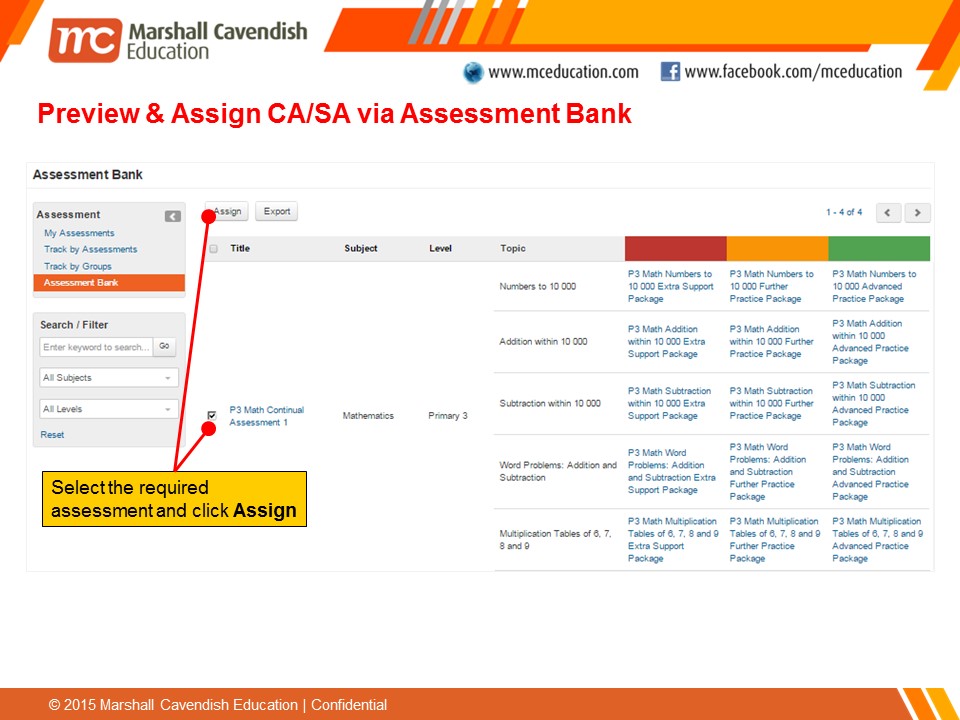 mc Marshall Cavendish
Education
www.mceducation.com
f www.facebook.com/mceducation
Preview & Assign CA/SA via Assessment Bank
Assessment Bank
Assessment
My Assessments
Track by Assessments
Track by Groups
Assessment Bank
Search / Filter
Enter keyword to search... Go
All Subjects
All Levels
Reset
Assign Export
1 - 4 of 4
Title Subject Level Topic
P3 Math Continual
Assessment 1
Mathematics
Primary 3
Numbers to 10 000
P3 Math Numbers to
10 000 Extra Support
Package
P3 Math Numbers to
10 000 Further
Practice Package
P3 Math Numbers to
10 000 Advanced
Practice Package
Addition within 10 000
P3 Math Addition
within 10 000 Extra
Support Package
P3 Math Addition
within 10 000 Further
Practice Package
P3 Math Addition
within 10 000
Advanced Practice
Package
Subtraction within 10 000
P3 Math Subtraction
within 10 000 Extra
Support Package
P3 Math Subtraction
within 10 000 Further
Practice Package
P3 Math Subtraction
within 10 000
Advanced Practice
Package
Word Problems: Addition and
Subtraction
P3 Math Word
Problems: Addition
and Subtraction Extra
Support Package
P3 Math Word
Problems: Addition
and Subtraction
Further Practice
Package
P3 Math Word
Problems: Addition
and Subtraction
Advanced Practice
Package
Multiplication Tables of 6, 7,
8 and 9
P3 Math Multiplication
Tables of 6, 7, 8 and 9
Extra Support
Package
P3 Math Multiplication
Tables of 6, 7, 8 and 9
Further Practice
Package
P3 Math Multiplication
Tables of 6, 7, 8 and 9
Advanced Practice
Package
Select the required
assessment and click Assign
© 2015 Marshall Cavendish Education | Confidential